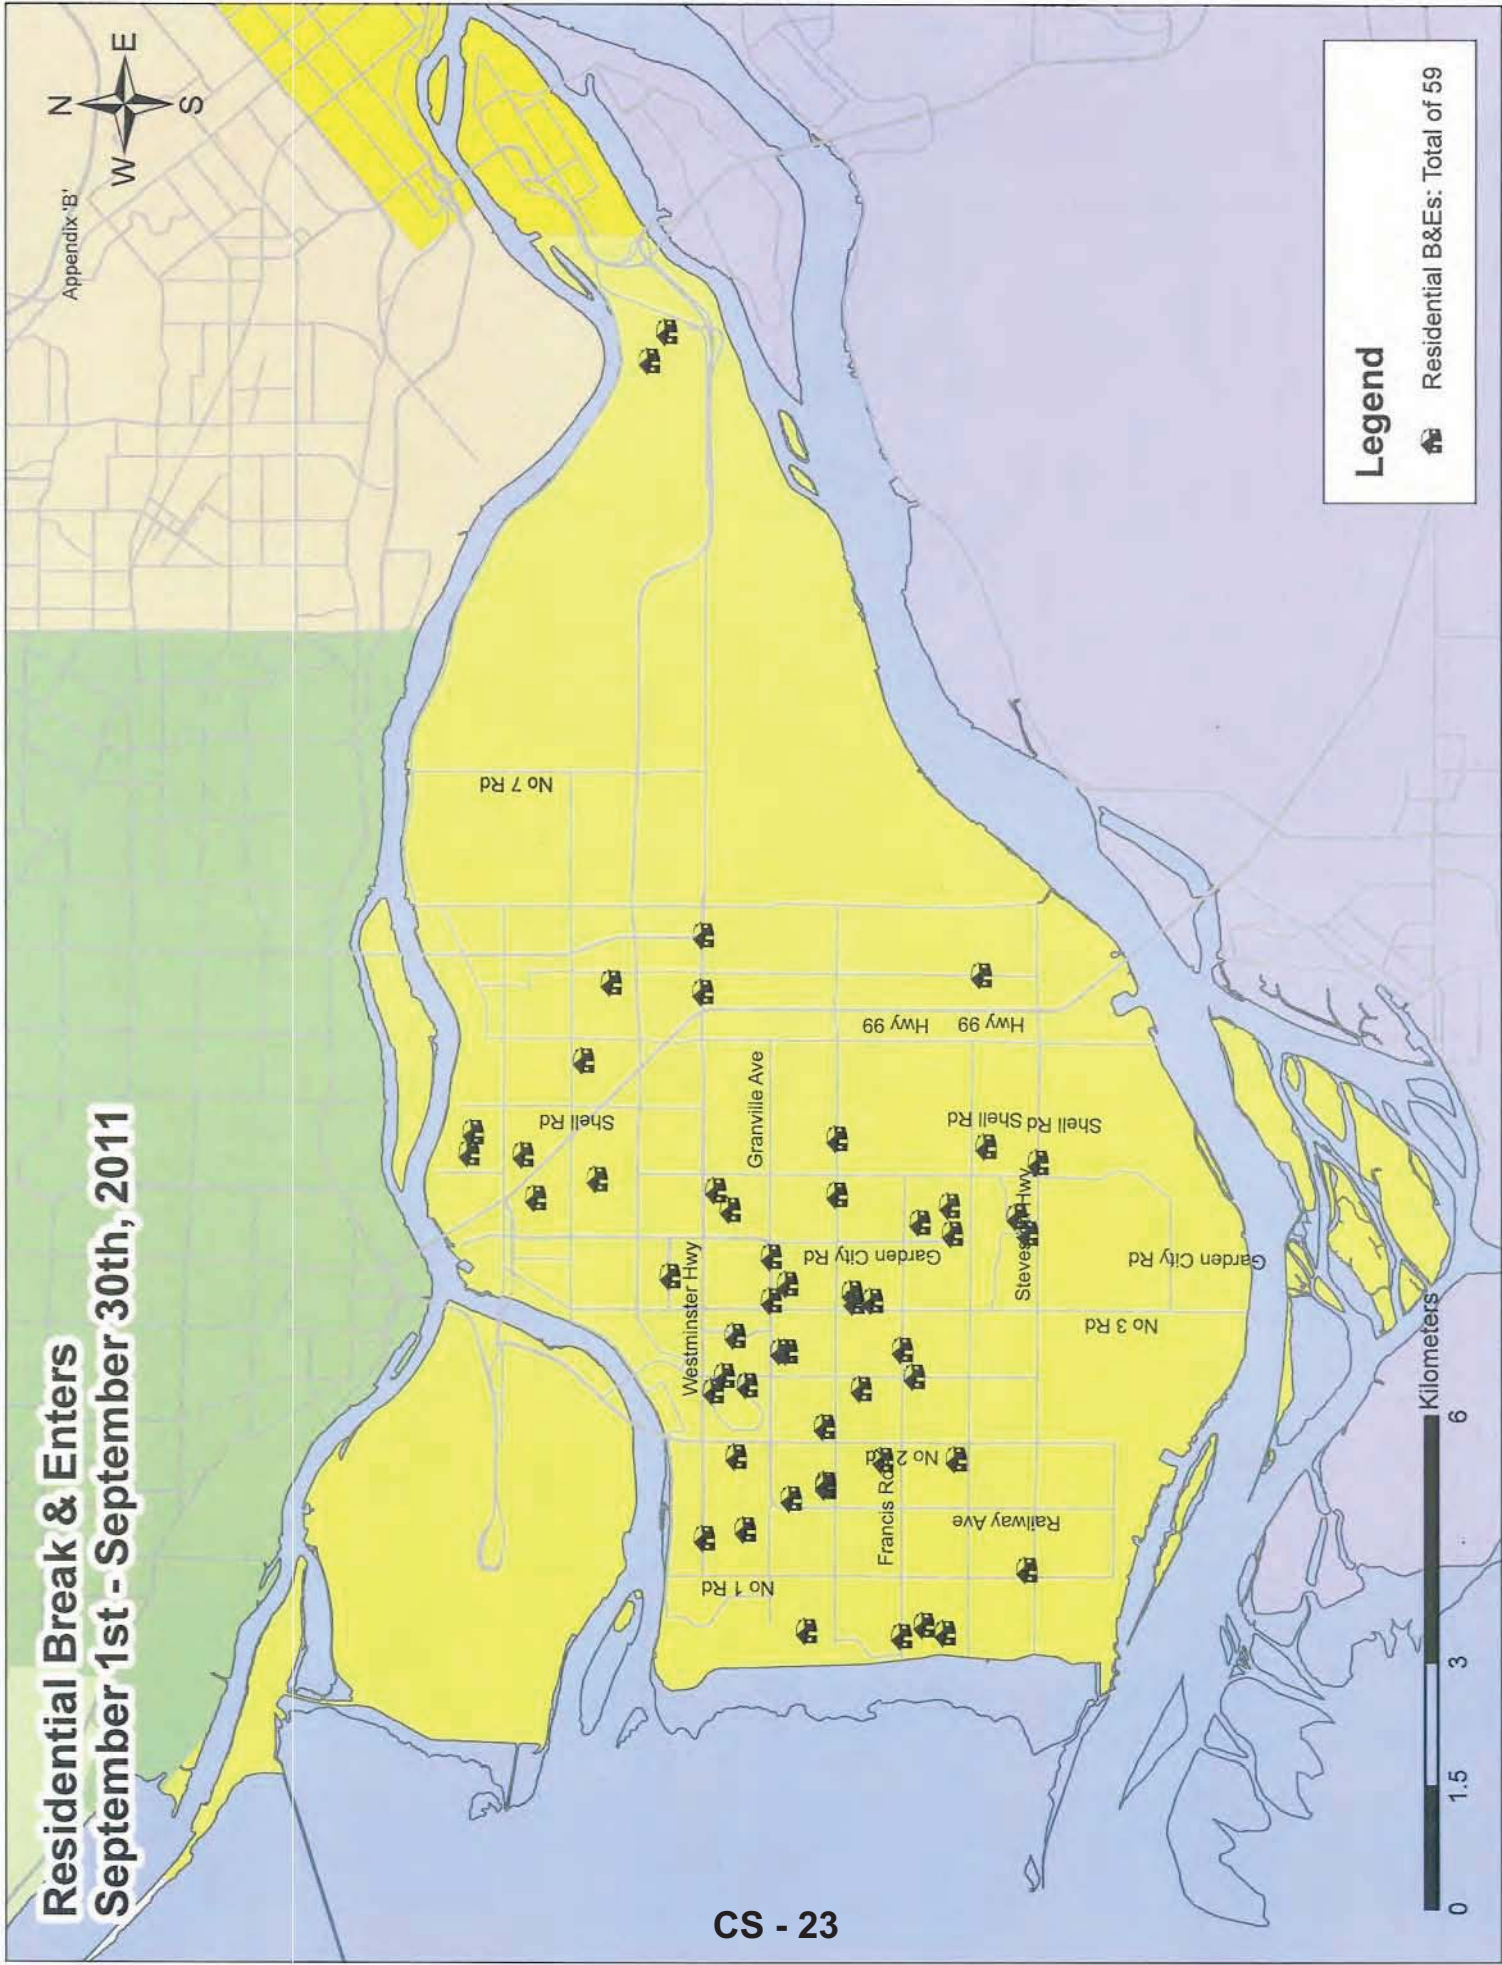 Residential Break & Enters
September 1st - September 30th, 2011
Appendix 'B'
N
W
E
S
No 7 Rd
Shell Rd
Hwy 99
Hwy 99
Granville Ave
Shell Rd
Shell Rd
Westminster Hwy
Garden City Rd
Garden City Rd
No 3 Rd
No 2 Rd
Francis Rd
Railway Ave
No 1 Rd
Legend
Residential B&Es: Total of 59
0
1.5
3
6
Kilometers
CS - 23